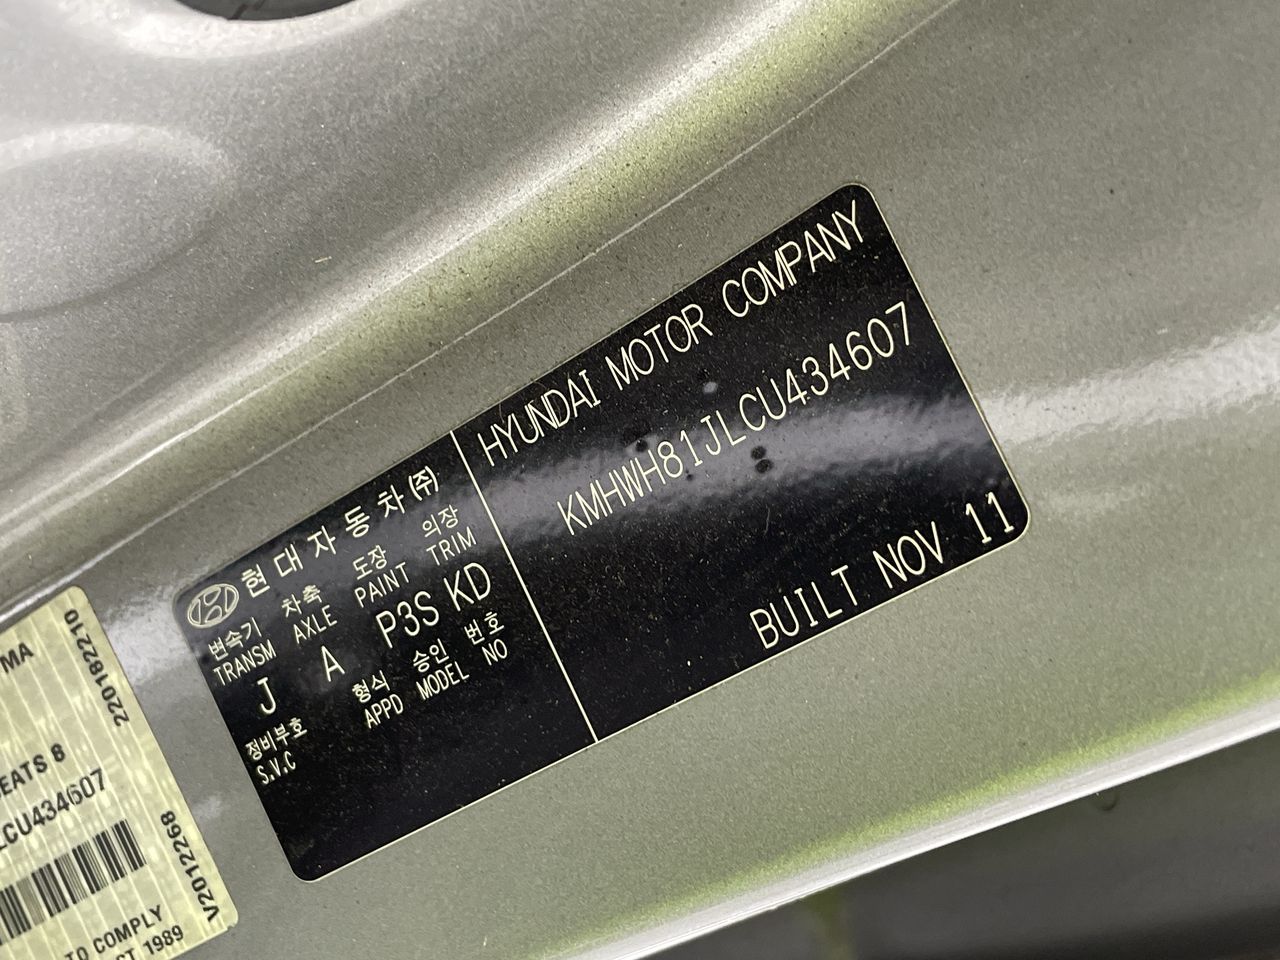 현대자동차(주)
변속기 차축 도장 의장
TRANSM AXLE PAINT TRIM
J A P3S KD
정비부호 형식 승인 번호
S.V.C APPD MODEL NO
HYUNDAI MOTOR COMPANY
KMHWH81JLCU434607
BUILT NOV 11
MA
220182210
EATS 8
LCU434607
V2012268
TO COMPLY
CT 1989